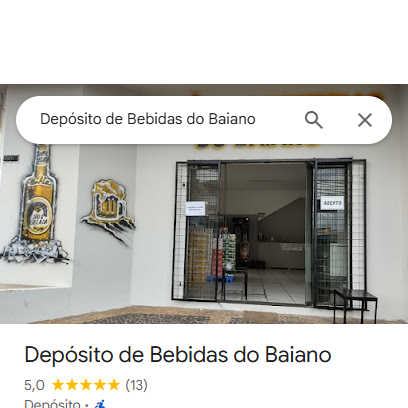 Depósito de Bebidas do Baiano
ABERTO
Depósito de Bebidas do Baiano
5,0 (13)
Depósito ·